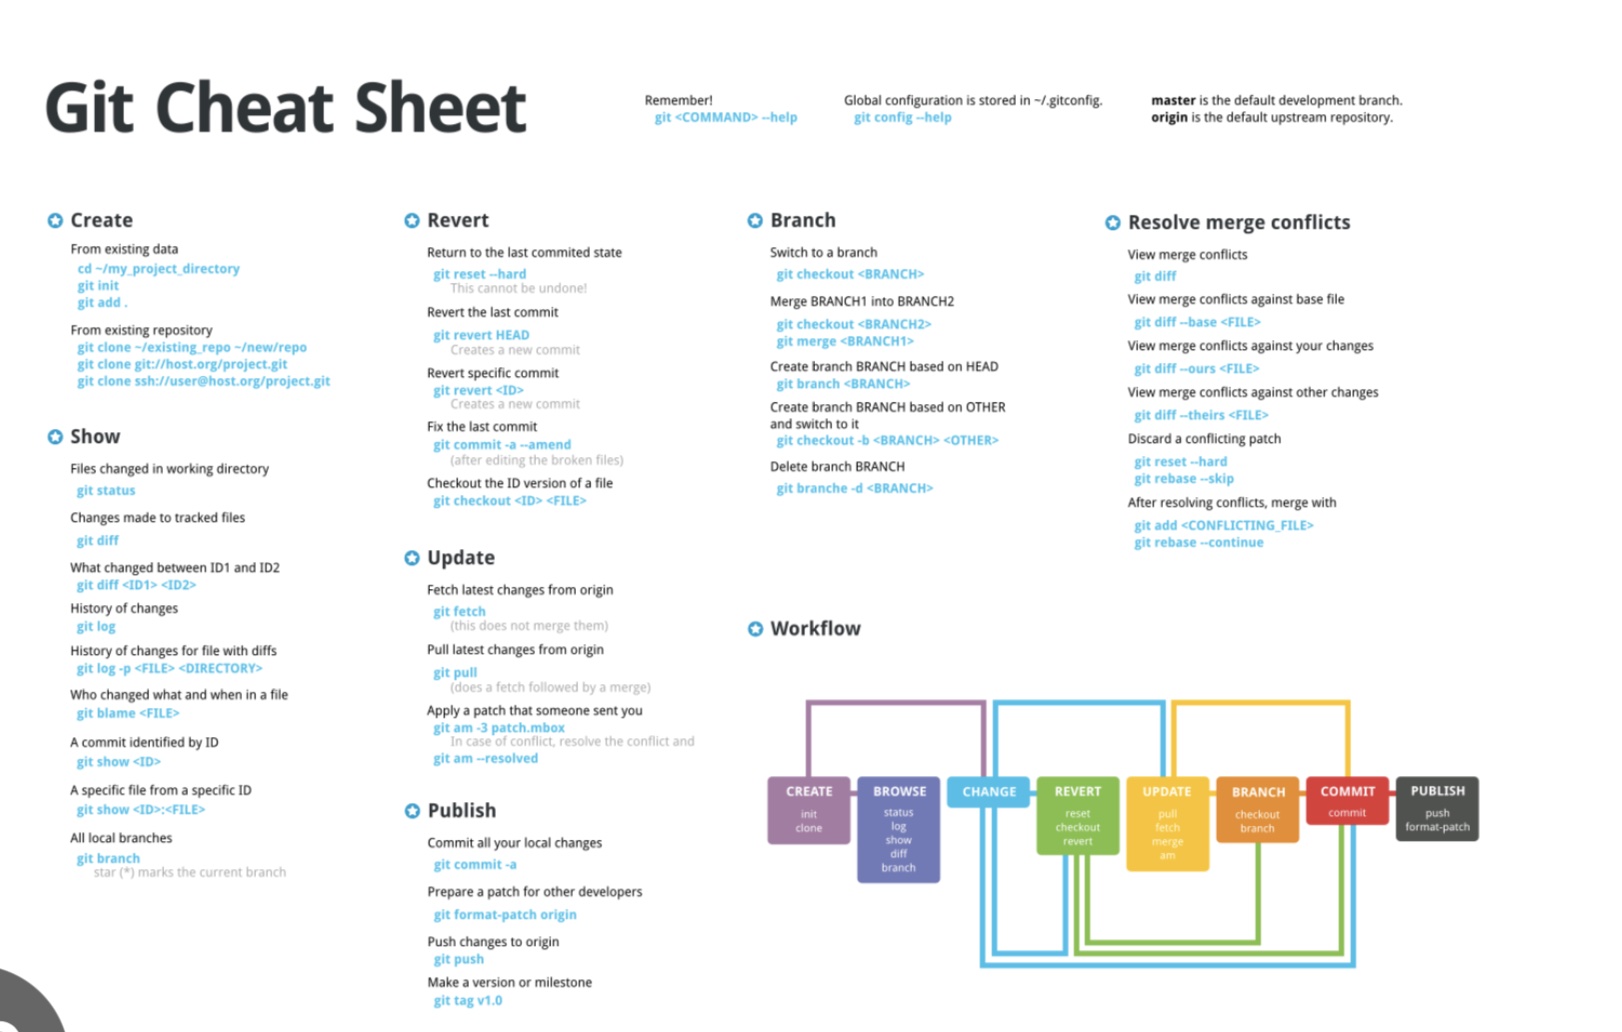 Git Cheat Sheet
Remember!
git <COMMAND> --help
Global configuration is stored in ~/.gitconfig.
git config --help
master is the default development branch.
origin is the default upstream repository.
Create
From existing data
cd ~/my_project_directory
git init
git add .
From existing repository
git clone ~/existing_repo ~/new/repo
git clone git://host.org/project.git
git clone ssh://user@host.org/project.git
Show
Files changed in working directory
git status
Changes made to tracked files
git diff
What changed between ID1 and ID2
git diff <ID1> <ID2>
History of changes
git log
History of changes for file with diffs
git log -p <FILE> <DIRECTORY>
Who changed what and when in a file
git blame <FILE>
A commit identified by ID
git show <ID>
A specific file from a specific ID
git show <ID>:<FILE>
All local branches
git branch
star (*) marks the current branch
Revert
Return to the last commited state
git reset --hard
This cannot be undone!
Revert the last commit
git revert HEAD
Creates a new commit
Revert specific commit
git revert <ID>
Creates a new commit
Fix the last commit
git commit -a --amend
(after editing the broken files)
Checkout the ID version of a file
git checkout <ID> <FILE>
Update
Fetch latest changes from origin
git fetch
(this does not merge them)
Pull latest changes from origin
git pull
(does a fetch followed by a merge)
Apply a patch that someone sent you
git am -3 patch.mbox
In case of conflict, resolve the conflict and
git am --resolved
Publish
Commit all your local changes
git commit -a
Prepare a patch for other developers
git format-patch origin
Push changes to origin
git push
Make a version or milestone
git tag v1.0
Branch
Switch to a branch
git checkout <BRANCH>
Merge BRANCH1 into BRANCH2
git checkout <BRANCH2>
git merge <BRANCH1>
Create branch BRANCH based on HEAD
git branch <BRANCH>
Create branch BRANCH based on OTHER
and switch to it
git checkout -b <BRANCH> <OTHER>
Delete branch BRANCH
git branche -d <BRANCH>
Resolve merge conflicts
View merge conflicts
git diff
View merge conflicts against base file
git diff --base <FILE>
View merge conflicts against your changes
git diff --ours <FILE>
View merge conflicts against other changes
git diff --theirs <FILE>
Discard a conflicting patch
git reset --hard
git rebase --skip
After resolving conflicts, merge with
git add <CONFLICTING_FILE>
git rebase --continue
Workflow
CREATE
init
clone
BROWSE
status
log
show
diff
branch
CHANGE
REVERT
reset
checkout
revert
UPDATE
pull
fetch
merge
am
BRANCH
checkout
branch
COMMIT
commit
PUBLISH
push
format-patch